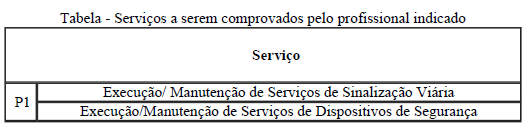 Tabela - Serviços a serem comprovados pelo profissional indicado
Serviço
P1
Execução/ Manutenção de Serviços de Sinalização Viária
Execução/Manutenção de Serviços de Dispositivos de Segurança